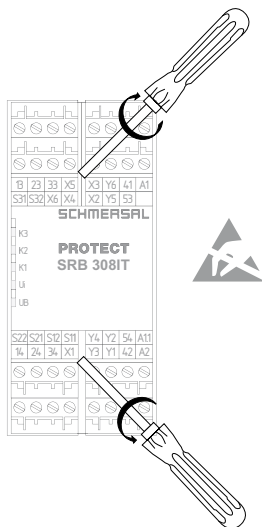 13 23 33 X5 X3 Y6 41 A1
S31 S32 X6 X4 X2 Y5 53
SCHMERSAL
K3
K2
K1
Ui
UB
PROTECT
SRB 308IT
S22 S21 S12 S11 Y4 Y2 54 A1.1
14 24 34 X1 Y3 Y1 42 A2